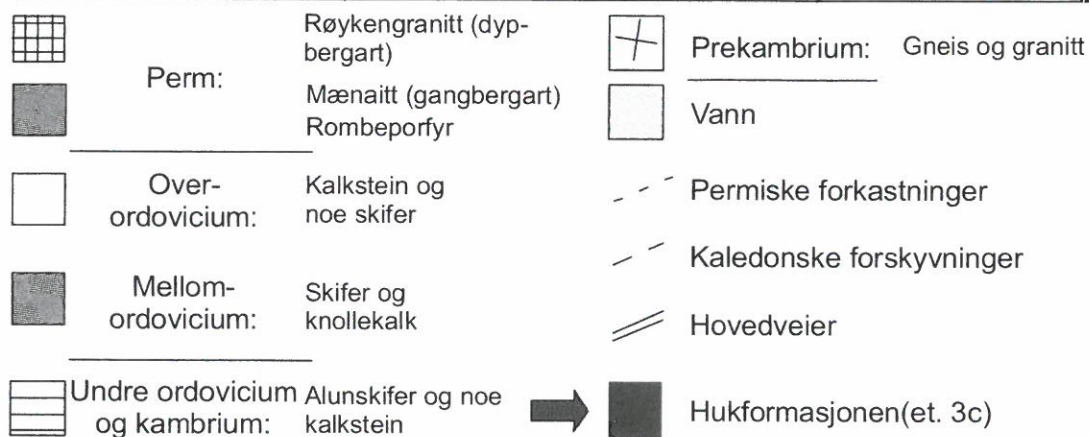 Røykengranitt (dyp-
bergart)
Perm:
Mænaitt (gangbergart)
Rombeporfyr
Over-
ordovicium:
Kalkstein og
noe skifer
Mellom-
ordovicium:
Skifer og
knollekalk
Undre ordovicium
og kambrium:
Alunskifer og noe
kalkstein
Prekambrium: Gneis og granitt
Vann
Permiske forkastninger
Kaledonske forskyvninger
Hovedveier
Hukformasjonen(et. 3c)